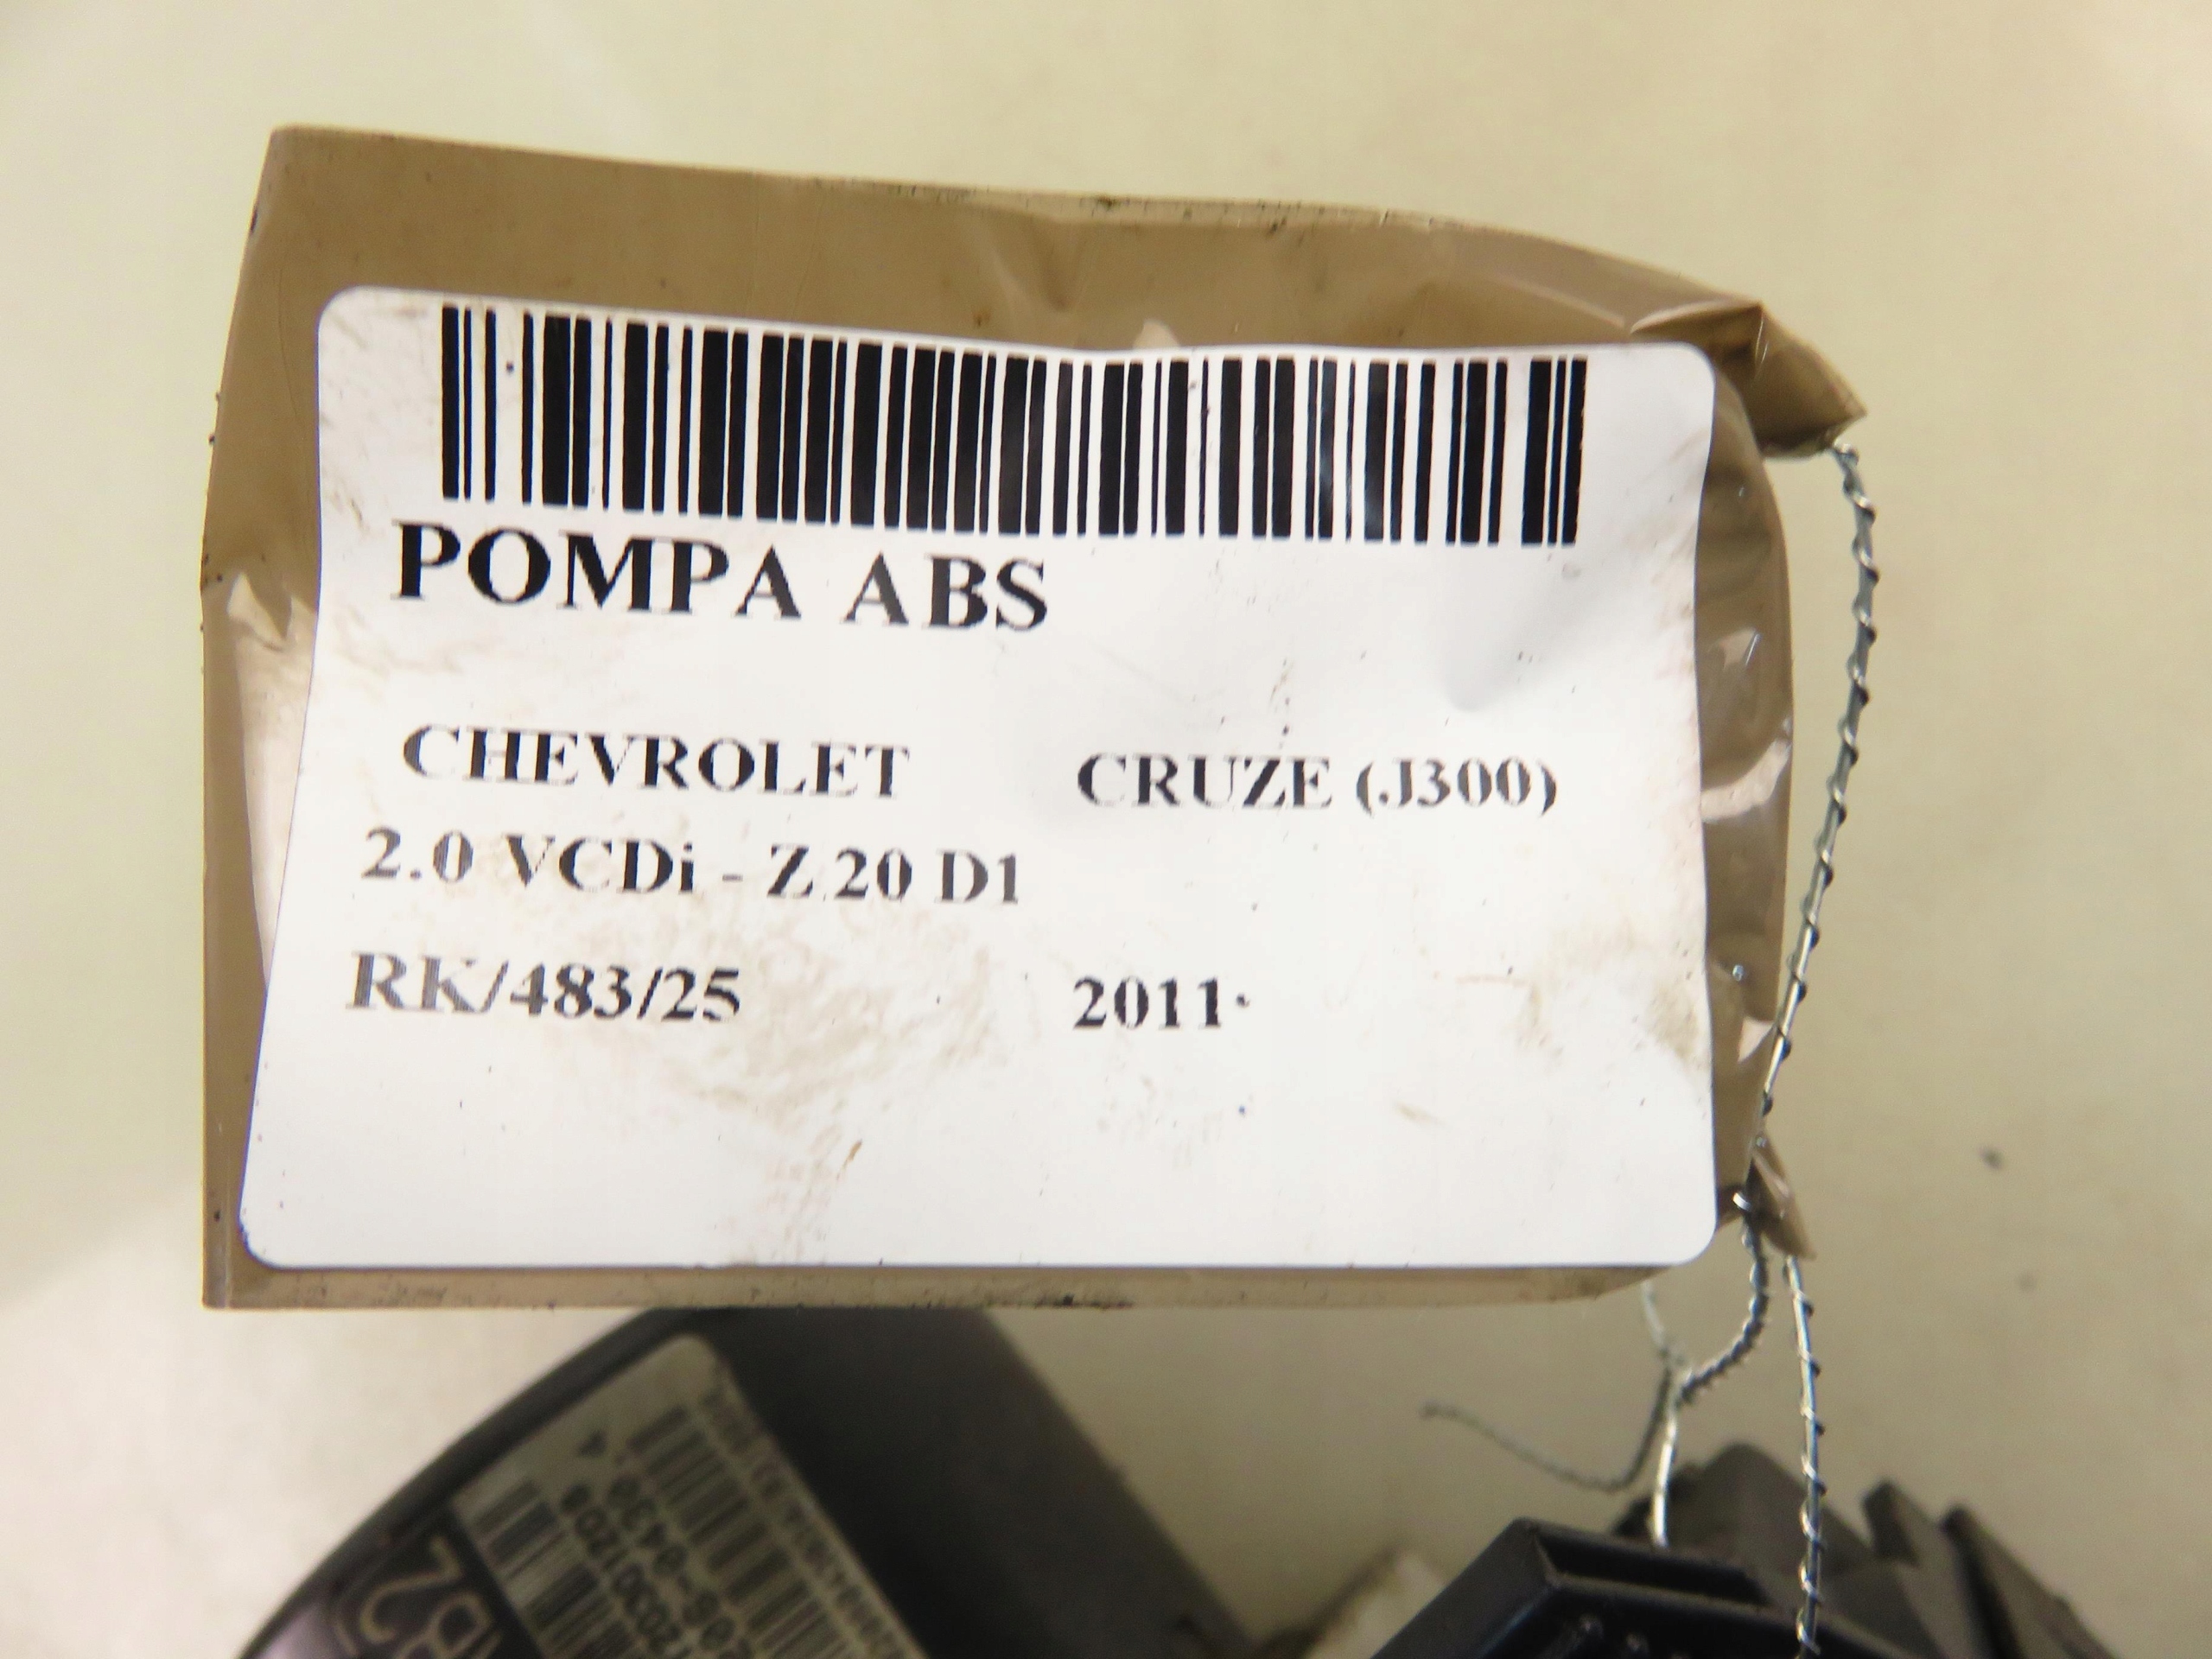 POMPA ABS
CHEVROLET CRUZE (J300)
2.0 VCDi - Z 20 D1
RK/483/25 2011